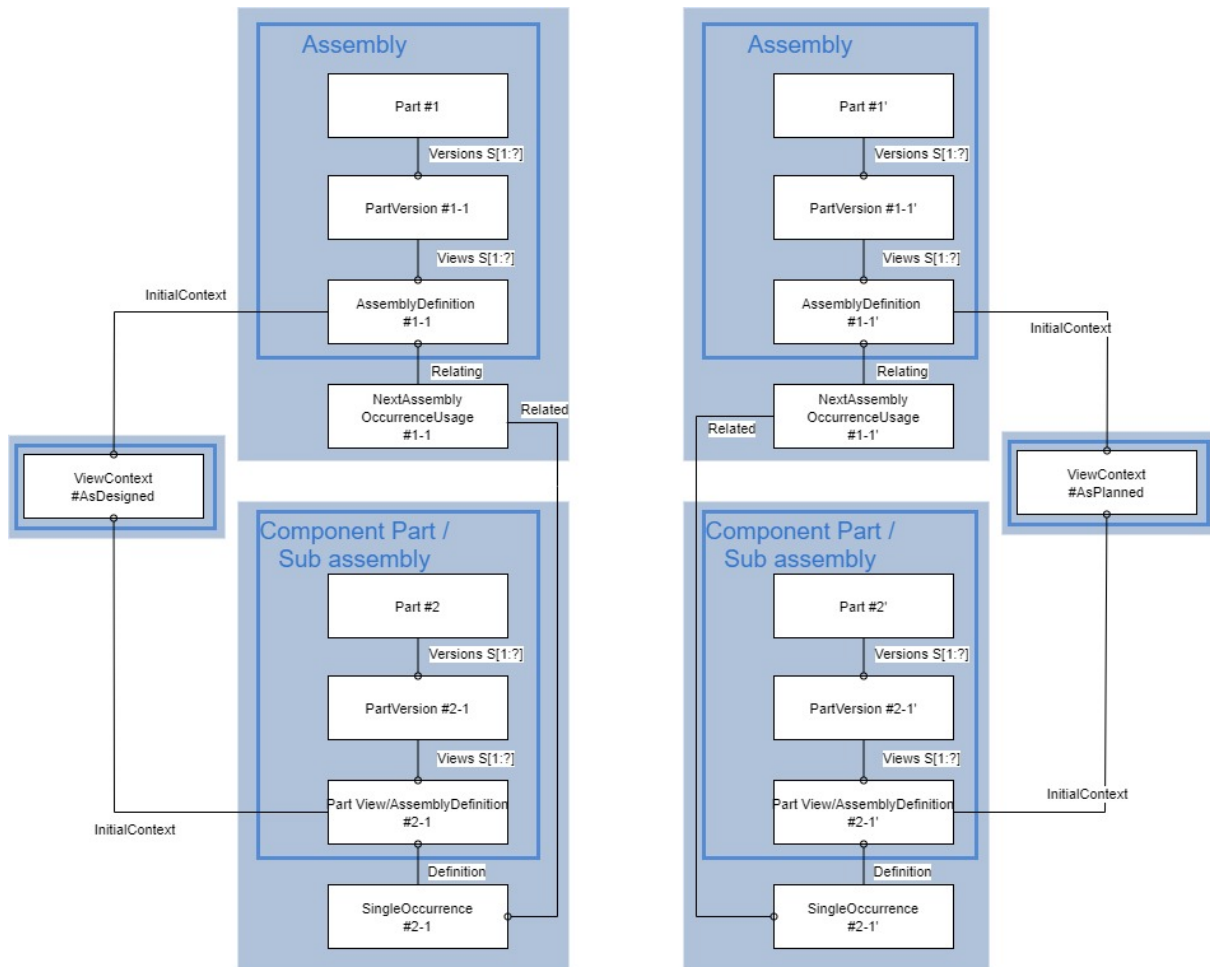 Assembly
Part #1
Versions S[1:?]
PartVersion #1-1
Views S[1:?]
InitialContext
AssemblyDefinition
#1-1
Relating
NextAssembly
OccurrenceUsage
#1-1
Related
ViewContext
#AsDesigned
Component Part /
Sub assembly
Part #2
Versions S[1:?]
PartVersion #2-1
Views S[1:?]
Part View/AssemblyDefinition
#2-1
InitialContext
Definition
SingleOccurrence
#2-1
Assembly
Part #1'
Versions S[1:?]
PartVersion #1-1'
Views S[1:?]
AssemblyDefinition
#1-1'
InitialContext
Relating
NextAssembly
OccurrenceUsage
#1-1'
Related
ViewContext
#AsPlanned
Component Part /
Sub assembly
Part #2'
Versions S[1:?]
PartVersion #2-1'
Views S[1:?]
Part View/AssemblyDefinition
#2-1'
InitialContext
Definition
SingleOccurrence
#2-1'